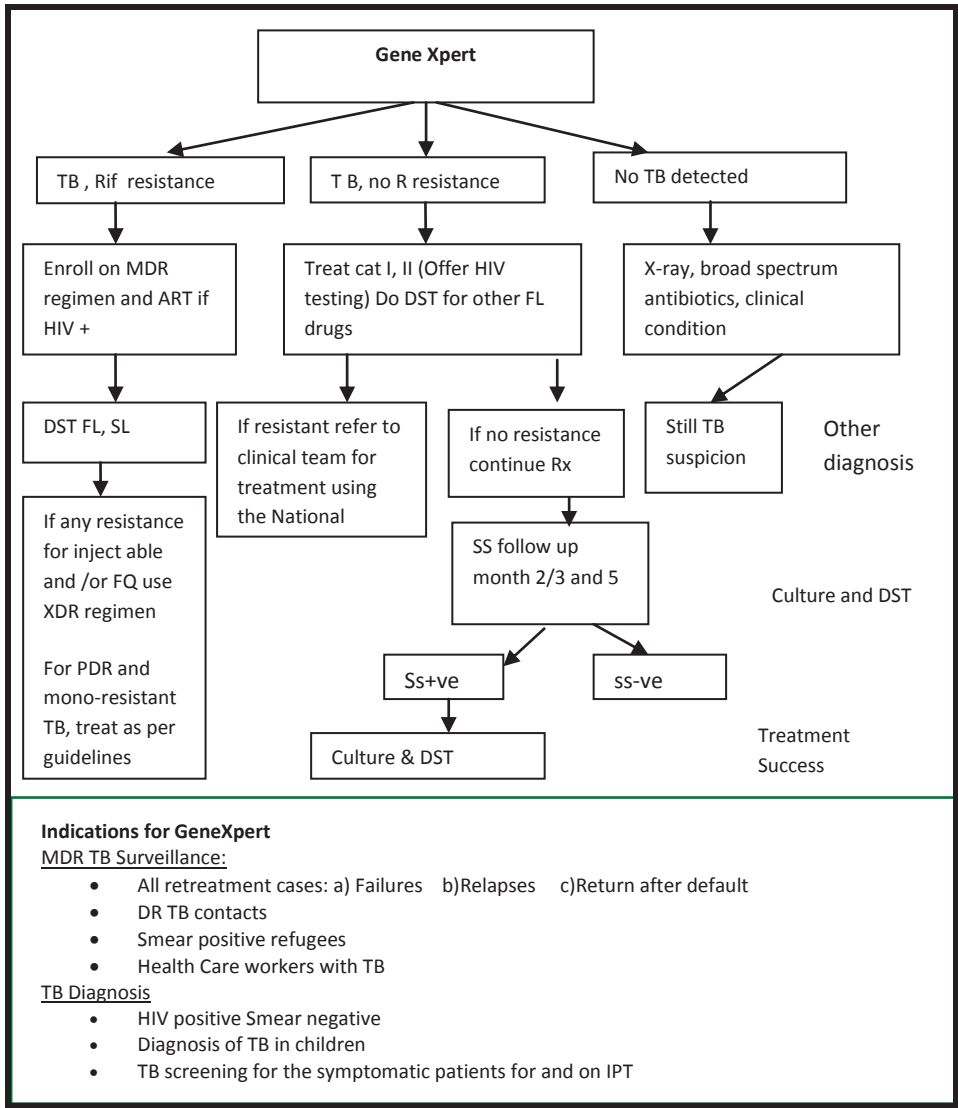 Gene Xpert
TB , Rif resistance
T B, no R resistance
No TB detected
Enroll on MDR
regimen and ART if
HIV +
Treat cat I, II (Offer HIV
testing) Do DST for other FL
drugs
X-ray, broad spectrum
antibiotics, clinical
condition
DST FL, SL
If resistant refer to
clinical team for
treatment using
the National
If no resistance
continue Rx
Still TB
suspicion
Other
diagnosis
If any resistance
for inject able
and /or FQ use
XDR regimen
For PDR and
mono-resistant
TB, treat as per
guidelines
SS follow up
month 2/3 and 5
Culture and DST
Ss+ve
ss-ve
Culture & DST
Treatment
Success
Indications for GeneXpert
MDR TB Surveillance:
• All retreatment cases: a) Failures b)Relapses c)Return after default
• DR TB contacts
• Smear positive refugees
• Health Care workers with TB
TB Diagnosis
• HIV positive Smear negative
• Diagnosis of TB in children
• TB screening for the symptomatic patients for and on IPT